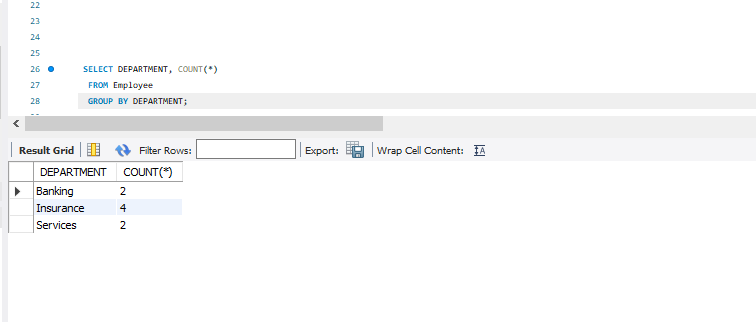 22
23
24
25
26 SELECT DEPARTMENT, COUNT(*)
27 FROM Employee
28 GROUP BY DEPARTMENT;
Result Grid Filter Rows: Export: Wrap Cell Content: IA
DEPARTMENT COUNT(*)
Banking 2
Insurance 4
Services 2